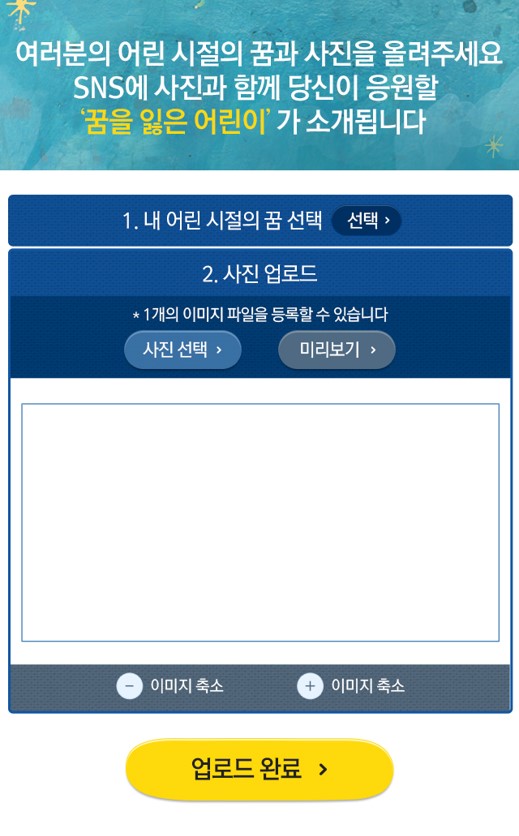 여러분의 어린 시절의 꿈과 사진을 올려주세요
SNS에 사진과 함께 당신이 응원할
‘꿈을 잃은 어린이’ 가 소개됩니다
1. 내 어린 시절의 꿈 선택 선택 ›
2. 사진 업로드
* 1개의 이미지 파일을 등록할 수 있습니다
사진 선택 › 미리보기 ›
− 이미지 축소 + 이미지 축소
업로드 완료 ›